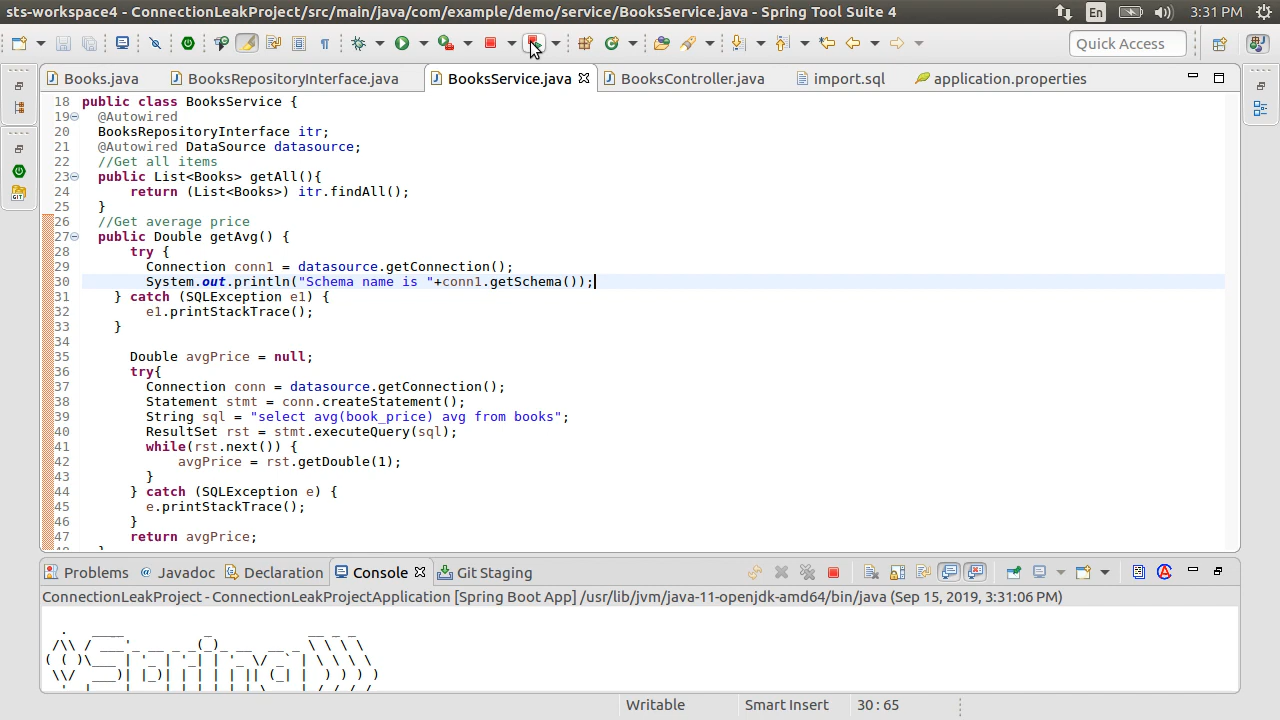 sts-workspace4 - ConnectionLeakProject/src/main/java/com/example/demo/service/BooksService.java - Spring Tool Suite 4
En
3:31 PM
Quick Access
Books.java
BooksRepositoryInterface.java
BooksService.java
BooksController.java
import.sql
application.properties
18 public class BooksService {
19 @Autowired
20 BooksRepositoryInterface itr;
21 @Autowired DataSource datasource;
22 //Get all items
23 public List<Books> getAll(){
24 return (List<Books>) itr.findAll();
25 }
26 //Get average price
27 public Double getAvg() {
28 try {
29 Connection conn1 = datasource.getConnection();
30 System.out.println("Schema name is "+conn1.getSchema());
31 } catch (SQLException e1) {
32 e1.printStackTrace();
33 }
34
35 Double avgPrice = null;
36 try{
37 Connection conn = datasource.getConnection();
38 Statement stmt = conn.createStatement();
39 String sql = "select avg(book_price) avg from books";
40 ResultSet rst = stmt.executeQuery(sql);
41 while(rst.next()) {
42 avgPrice = rst.getDouble(1);
43 }
44 } catch (SQLException e) {
45 e.printStackTrace();
46 }
47 return avgPrice;
Problems
Javadoc
Declaration
Console
Git Staging
ConnectionLeakProject - ConnectionLeakProjectApplication [Spring Boot App] /usr/lib/jvm/java-11-openjdk-amd64/bin/java (Sep 15, 2019, 3:31:06 PM)
Writable
Smart Insert
30 : 65